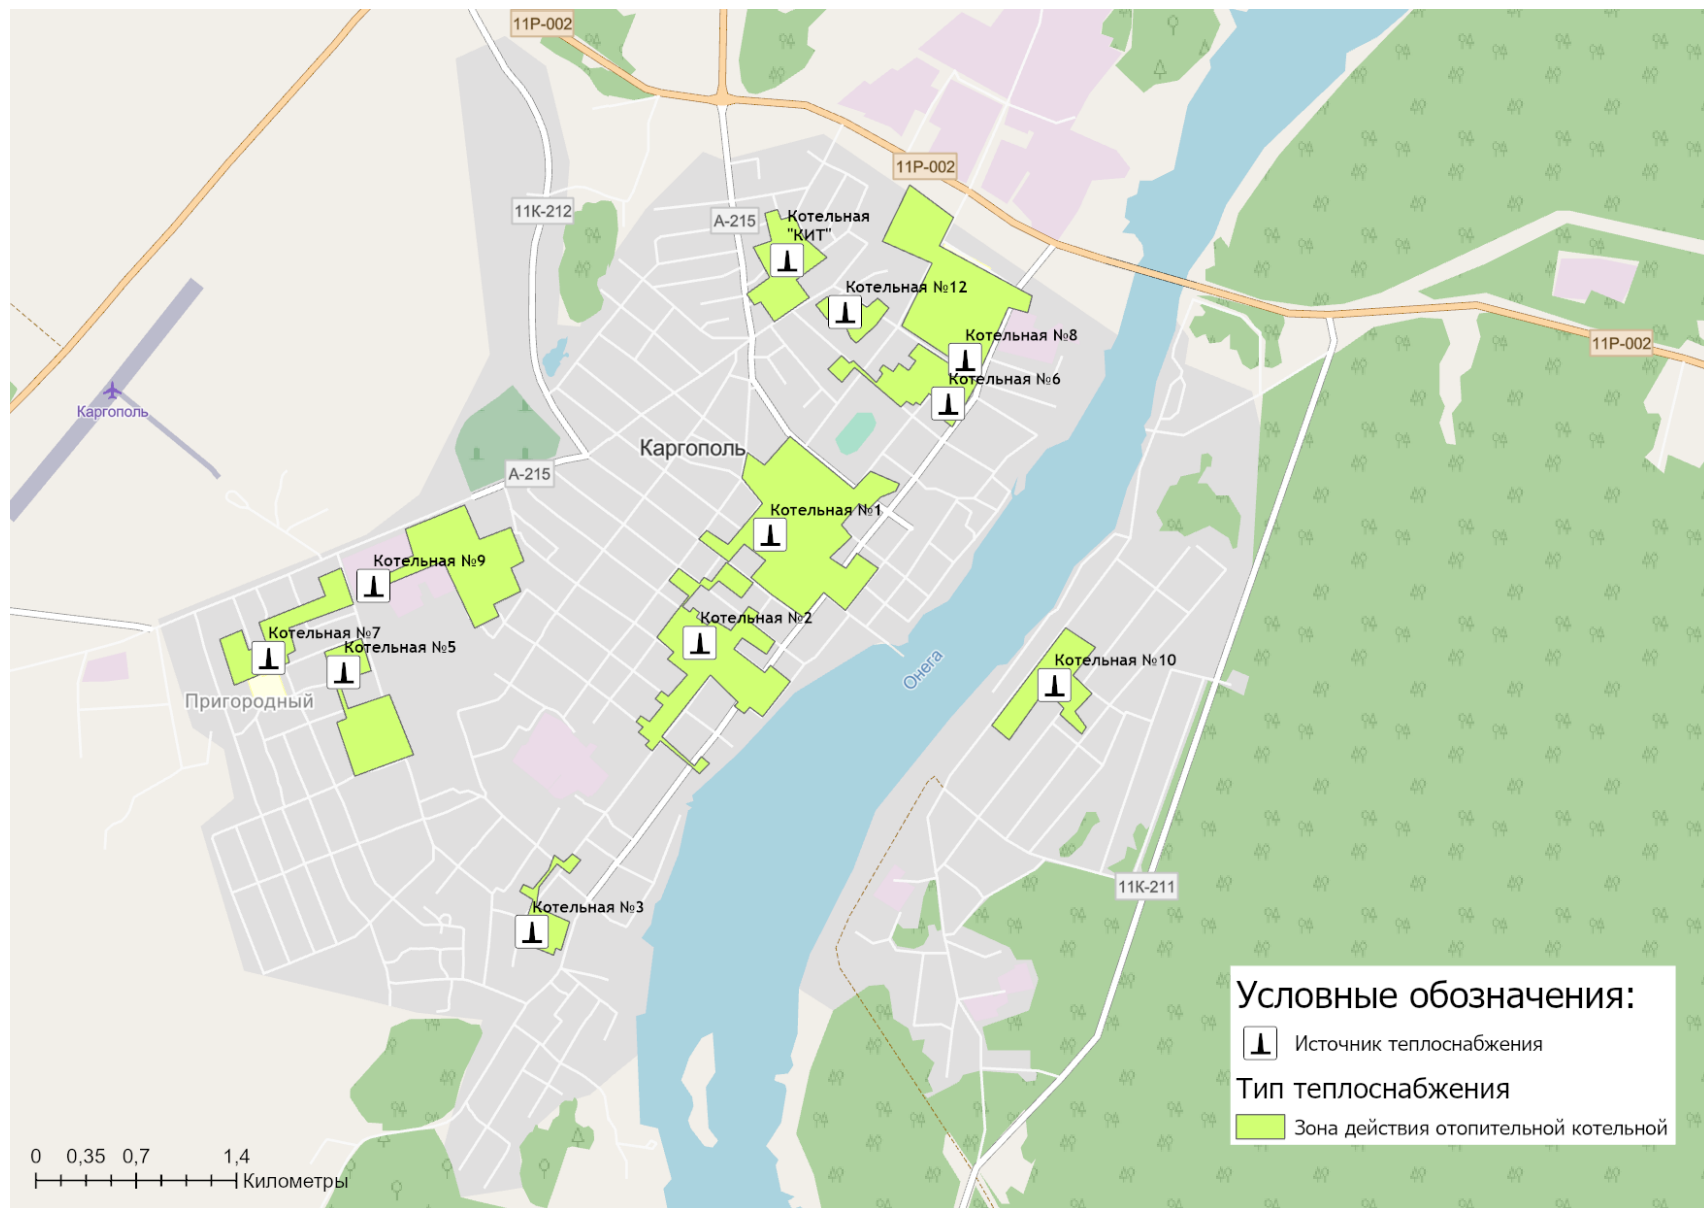 11Р-002
11Р-002
11К-212
А-215
Котельная
"КИТ"
Котельная №12
Котельная №8
11Р-002
Котельная №6
Каргополь
Каргополь
А-215
Котельная №1
Котельная №9
Котельная №2
Котельная №7
Котельная №5
Онега
Котельная №10
Пригородный
11К-211
Котельная №3
Условные обозначения:
Источник теплоснабжения
Тип теплоснабжения
Зона действия отопительной котельной
0 0,35 0,7 1,4
Километры